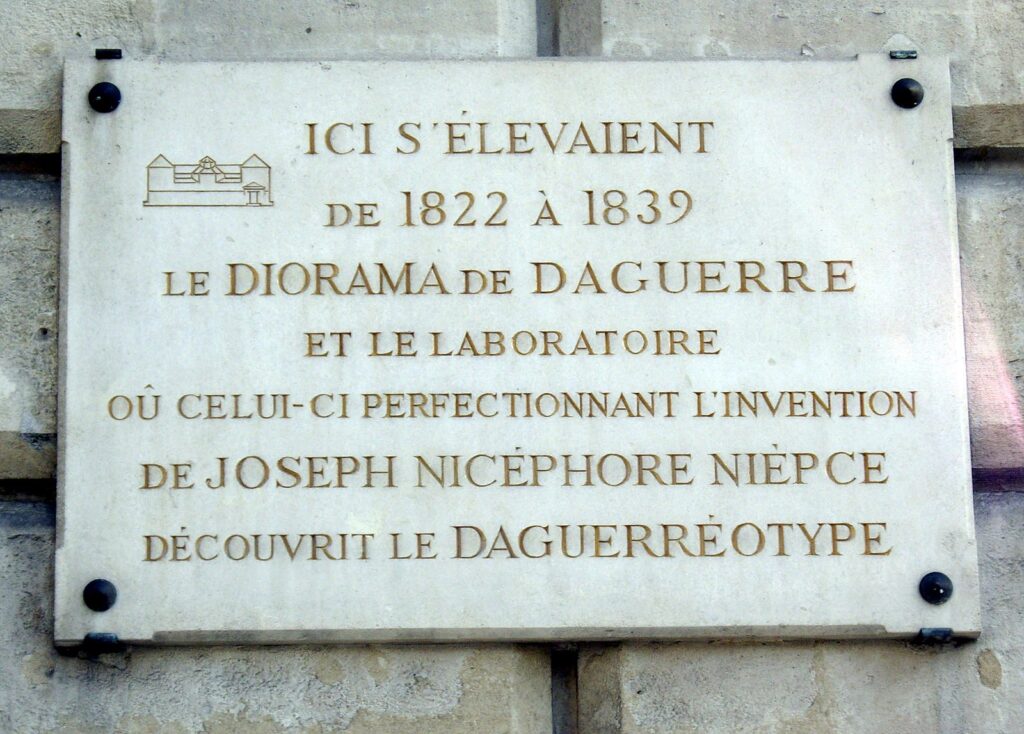 ICI S'ÉLEVAIENT
DE 1822 À 1839
LE DIORAMA DE DAGUERRE
ET LE LABORATOIRE
OÙ CELUI-CI PERFECTIONNANT L'INVENTION
DE JOSEPH NICÉPHORE NIÈPCE
DÉCOUVRIT LE DAGUERRÉOTYPE